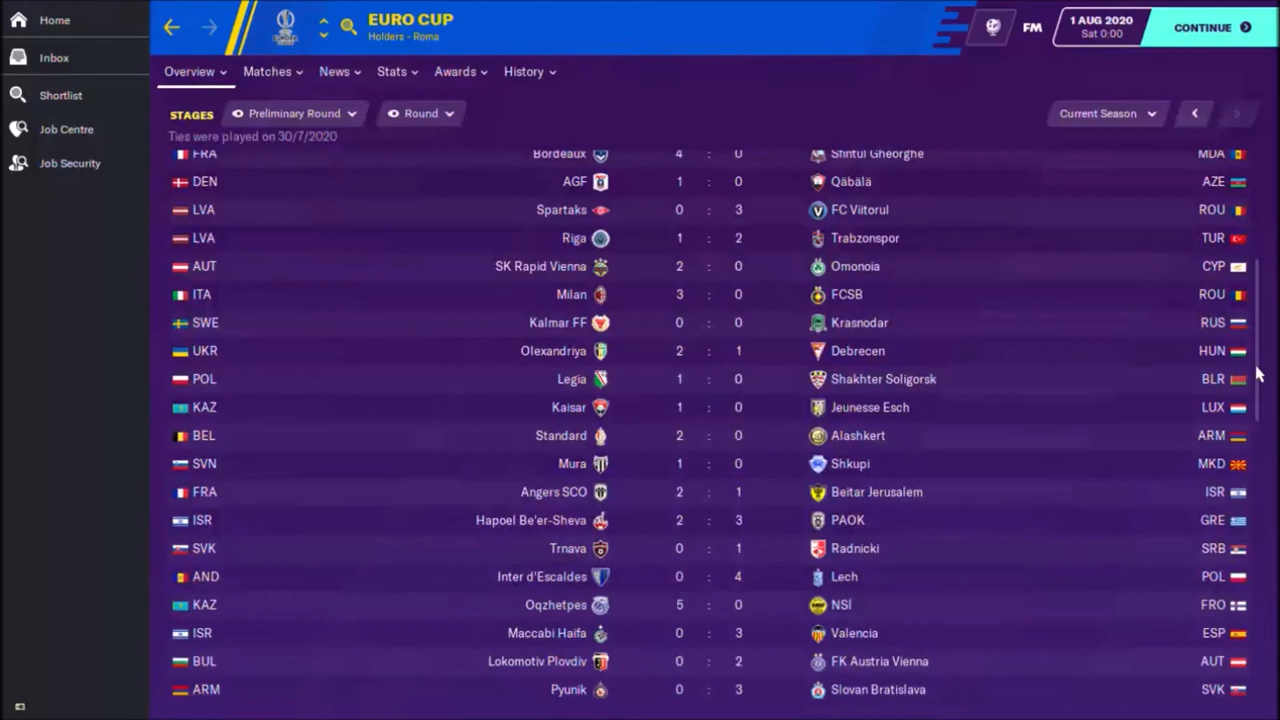 Home
Inbox
Shortlist
Job Centre
Job Security
EURO CUP
Holders - Roma
FM
1 AUG 2020
Sat 0:00
CONTINUE
Overview Matches News Stats Awards History
STAGES Preliminary Round Round Current Season
Ties were played on 30/7/2020
FRA Bordeaux 4 : 0 Sfintul Gheorghe MDA
DEN AGF 1 : 0 Qäbälä AZE
LVA Spartaks 0 : 3 FC Viitorul ROU
LVA Riga 1 : 2 Trabzonspor TUR
AUT SK Rapid Vienna 2 : 0 Omonoia CYP
ITA Milan 3 : 0 FCSB ROU
SWE Kalmar FF 0 : 0 Krasnodar RUS
UKR Olexandriya 2 : 1 Debrecen HUN
POL Legia 1 : 0 Shakhter Soligorsk BLR
KAZ Kaisar 1 : 0 Jeunesse Esch LUX
BEL Standard 2 : 0 Alashkert ARM
SVN Mura 1 : 0 Shkupi MKD
FRA Angers SCO 2 : 1 Beitar Jerusalem ISR
ISR Hapoel Be'er-Sheva 2 : 3 PAOK GRE
SVK Trnava 0 : 1 Radnicki SRB
AND Inter d'Escaldes 0 : 4 Lech POL
KAZ Oqzhetpes 5 : 0 NSÍ FRO
ISR Maccabi Haifa 0 : 3 Valencia ESP
BUL Lokomotiv Plovdiv 0 : 2 FK Austria Vienna AUT
ARM Pyunik 0 : 3 Slovan Bratislava SVK